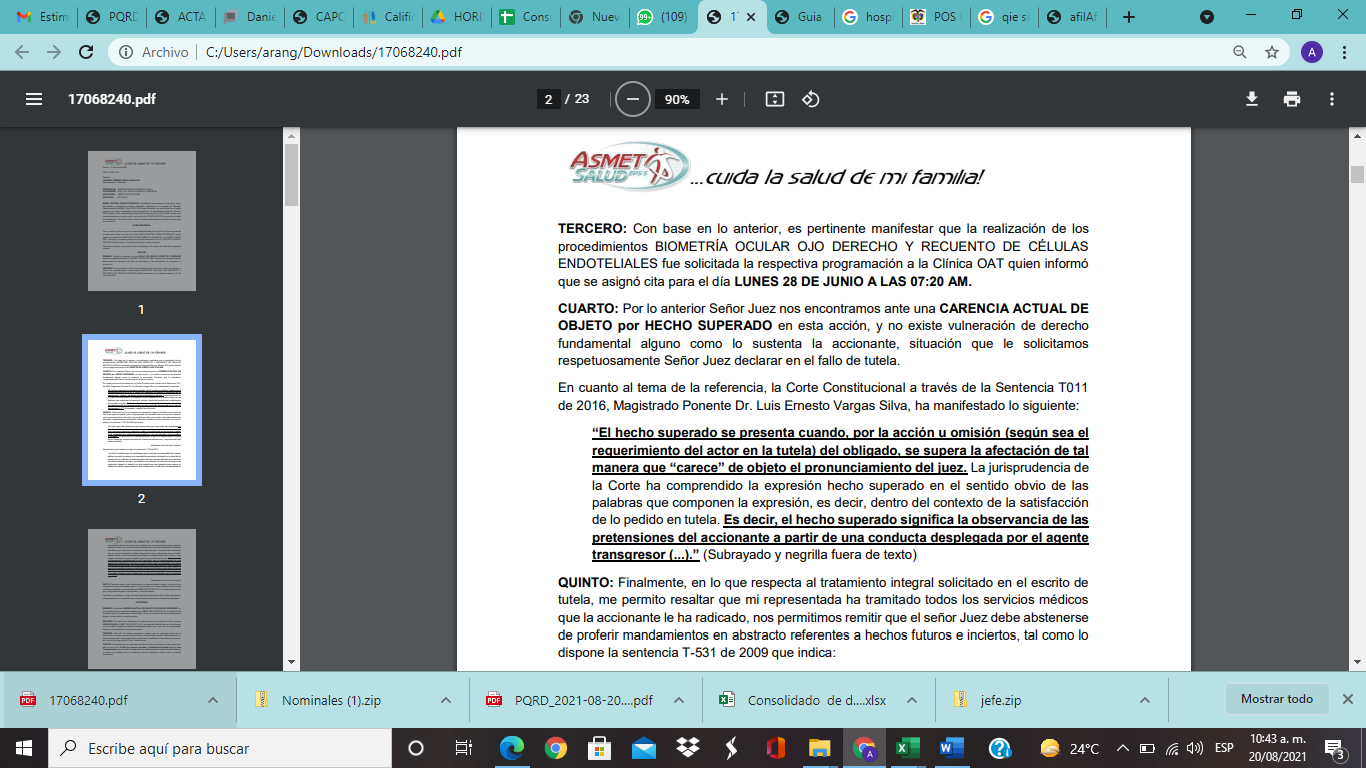 Estim
PQRD
ACTA
Danie
CAPC
Calific
HORI
Conso
Nuev
(109)
17
Guia
hospi
POS
qie si
afilAf
Archivo
C:/Users/arang/Downloads/17068240.pdf
A
17068240.pdf
2 / 23
90%
1
2
ASMET
SALUD EPS-S
...cuida la salud de mi familia!
TERCERO: Con base en lo anterior, es pertinente manifestar que la realización de los
procedimientos BIOMETRÍA OCULAR OJO DERECHO Y RECUENTO DE CÉLULAS
ENDOTELIALES fue solicitada la respectiva programación a la Clínica OAT quien informó
que se asignó cita para el día LUNES 28 DE JUNIO A LAS 07:20 AM.
CUARTO: Por lo anterior Señor Juez nos encontramos ante una CARENCIA ACTUAL DE
OBJETO por HECHO SUPERADO en esta acción, y no existe vulneración de derecho
fundamental alguno como lo sustenta la accionante, situación que le solicitamos
respetuosamente Señor Juez declarar en el fallo de tutela.
En cuanto al tema de la referencia, la Corte Constitucional a través de la Sentencia T011
de 2016, Magistrado Ponente Dr. Luis Ernesto Vargas Silva, ha manifestado lo siguiente:
“El hecho superado se presenta cuando, por la acción u omisión (según sea el
requerimiento del actor en la tutela) del obligado, se supera la afectación de tal
manera que “carece” de objeto el pronunciamiento del juez. La jurisprudencia de
la Corte ha comprendido la expresión hecho superado en el sentido obvio de las
palabras que componen la expresión, es decir, dentro del contexto de la satisfacción
de lo pedido en tutela. Es decir, el hecho superado significa la observancia de las
pretensiones del accionante a partir de una conducta desplegada por el agente
transgresor (...).” (Subrayado y negrilla fuera de texto)
QUINTO: Finalmente, en lo que respecta al tratamiento integral solicitado en el escrito de
tutela, me permito resaltar que mi representada ha tramitado todos los servicios médicos
que la accionante le ha radicado, nos permitimos remitir que el señor Juez debe abstenerse
de proferir mandamientos en abstracto referentes a hechos futuros e inciertos, tal como lo
dispone la sentencia T-531 de 2009 que indica:
17068240.pdf
Nominales (1).zip
PQRD_2021-08-20....pdf
Consolidado de d....xlsx
jefe.zip
Mostrar todo
Escribe aquí para buscar
24°C
ESP
10:43 a. m.
20/08/2021
3